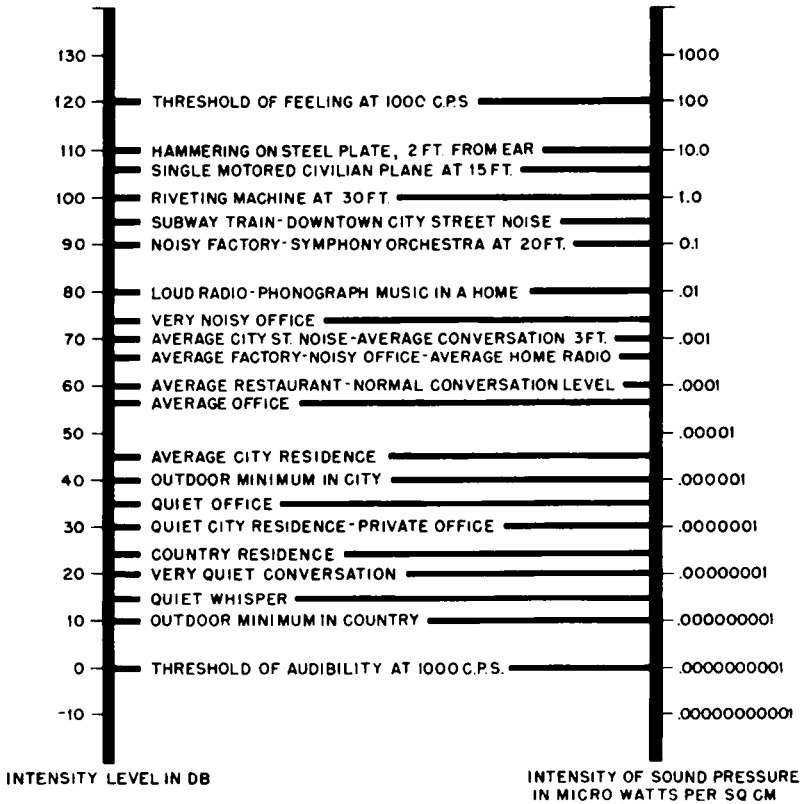 130 1000
120 THRESHOLD OF FEELING AT 1000 C.P.S 100
110 HAMMERING ON STEEL PLATE, 2 FT. FROM EAR 10.0
SINGLE MOTORED CIVILIAN PLANE AT 15 FT.
100 RIVETING MACHINE AT 30 FT. 1.0
SUBWAY TRAIN-DOWNTOWN CITY STREET NOISE
90 NOISY FACTORY-SYMPHONY ORCHESTRA AT 20FT. 0.1
80 LOUD RADIO-PHONOGRAPH MUSIC IN A HOME .01
VERY NOISY OFFICE
70 AVERAGE CITY ST. NOISE-AVERAGE CONVERSATION 3FT. .001
AVERAGE FACTORY-NOISY OFFICE-AVERAGE HOME RADIO
60 AVERAGE RESTAURANT-NORMAL CONVERSATION LEVEL .0001
AVERAGE OFFICE
50 .00001
AVERAGE CITY RESIDENCE
40 OUTDOOR MINIMUM IN CITY .000001
QUIET OFFICE
30 QUIET CITY RESIDENCE-PRIVATE OFFICE .0000001
COUNTRY RESIDENCE
20 VERY QUIET CONVERSATION .00000001
QUIET WHISPER
10 OUTDOOR MINIMUM IN COUNTRY .000000001
0 THRESHOLD OF AUDIBILITY AT 1000 C.P.S. .0000000001
-10 .00000000001
INTENSITY LEVEL IN DB
INTENSITY OF SOUND PRESSURE
IN MICRO WATTS PER SQ CM